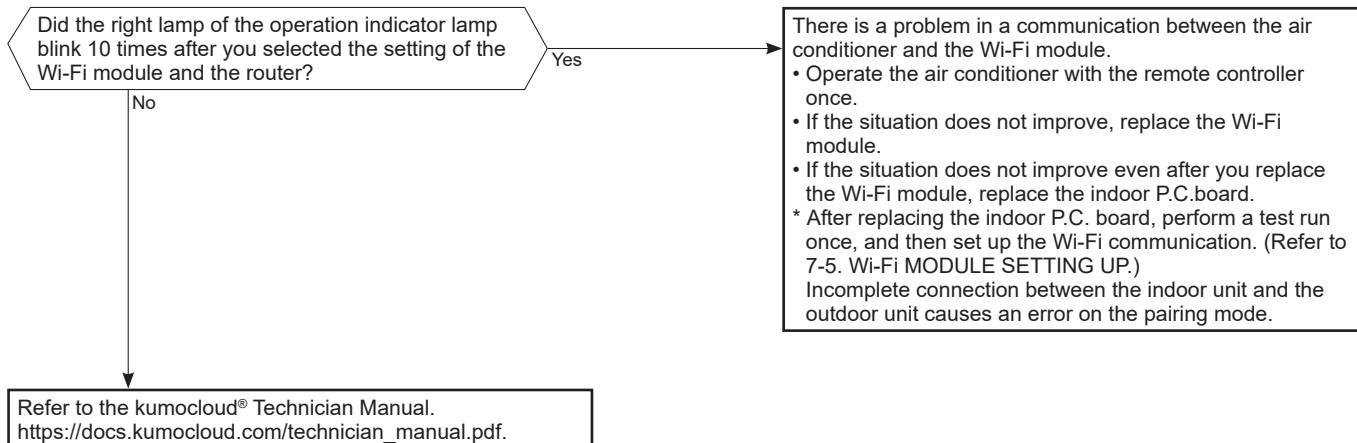 Did the right lamp of the operation indicator lamp
blink 10 times after you selected the setting of the
Wi-Fi module and the router?
Yes
No
There is a problem in a communication between the air
conditioner and the Wi-Fi module.
• Operate the air conditioner with the remote controller
once.
• If the situation does not improve, replace the Wi-Fi
module.
• If the situation does not improve even after you replace
the Wi-Fi module, replace the indoor P.C.board.
* After replacing the indoor P.C. board, perform a test run
once, and then set up the Wi-Fi communication. (Refer to
7-5. Wi-Fi MODULE SETTING UP.)
Incomplete connection between the indoor unit and the
outdoor unit causes an error on the pairing mode.
Refer to the kumocloud® Technician Manual.
https://docs.kumocloud.com/technician_manual.pdf.